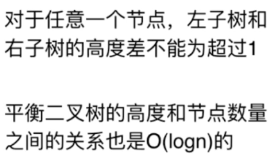 对于任意一个节点，左子树和
右子树的高度差不能为超过1
平衡二叉树的高度和节点数量
之间的关系也是O(logn)的